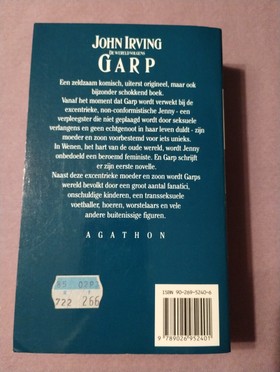 JOHN IRVING
DE WERELD VOLGENS
GARP
Een zeldzaam komisch, uiterst origineel, maar ook
bijzonder schokkend boek.
Vanaf het moment dat Garp wordt verwekt bij de
excentrieke, non-conformistische Jenny - een
verpleegster die niet geplaagd wordt door seksuele
verlangens en geen echtgenoot in haar leven duldt - zijn
moeder en zoon voorbestemd voor iets unieks.
In Wenen, het hart van de oude wereld, wordt Jenny
onbedoeld een beroemd feministe. En Garp schrijft
er zijn eerste novelle.
Naast deze excentrieke moeder en zoon wordt Garps
wereld bevolkt door een groot aantal fanatici,
onschuldige kinderen, een transseksuele
voetballer, hoeren, worstelaars en vele
andere buitenissige figuren.
AGATHON
ISBN 90-269-5240-6
9 789026 952401
722 266